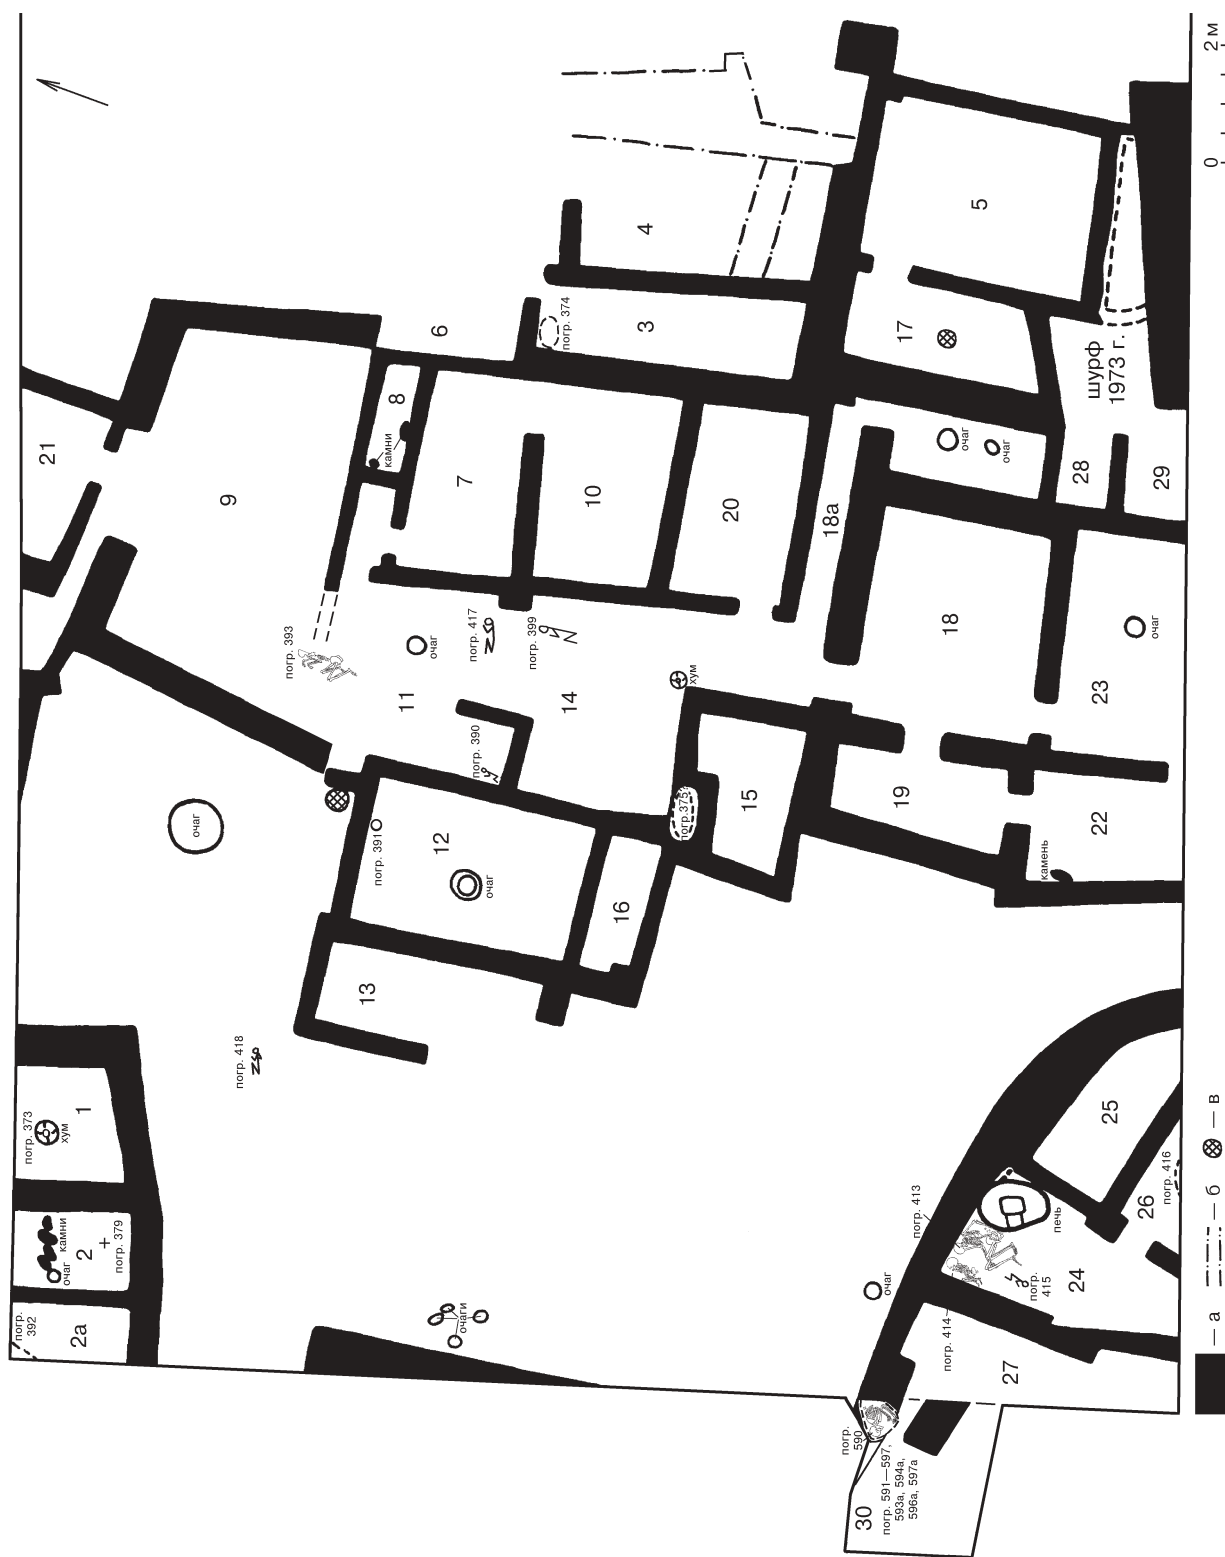 21
9
погр. 393
очаг
6
8
камни
7
10
20
погр. 374
3
4
5
17
шурф
1973 г.
28
29
очаг
очаг
18а
18
23
очаг
11
очаг
погр. 417
погр. 399
14
хум
погр. 390
12
погр. 391
очаг
16
13
погр. 375
15
19
22
камень
погр. 418
погр. 373
хум
1
камни
очаг
2
+
погр. 379
погр.
392
2а
очаги
очаг
погр. 413
погр. 414
погр.
415
печь
24
25
26
погр. 416
27
погр.
590
30
погр. 591—597,
593а, 594а,
596а, 597а
— а
— б
— в
0
2 м